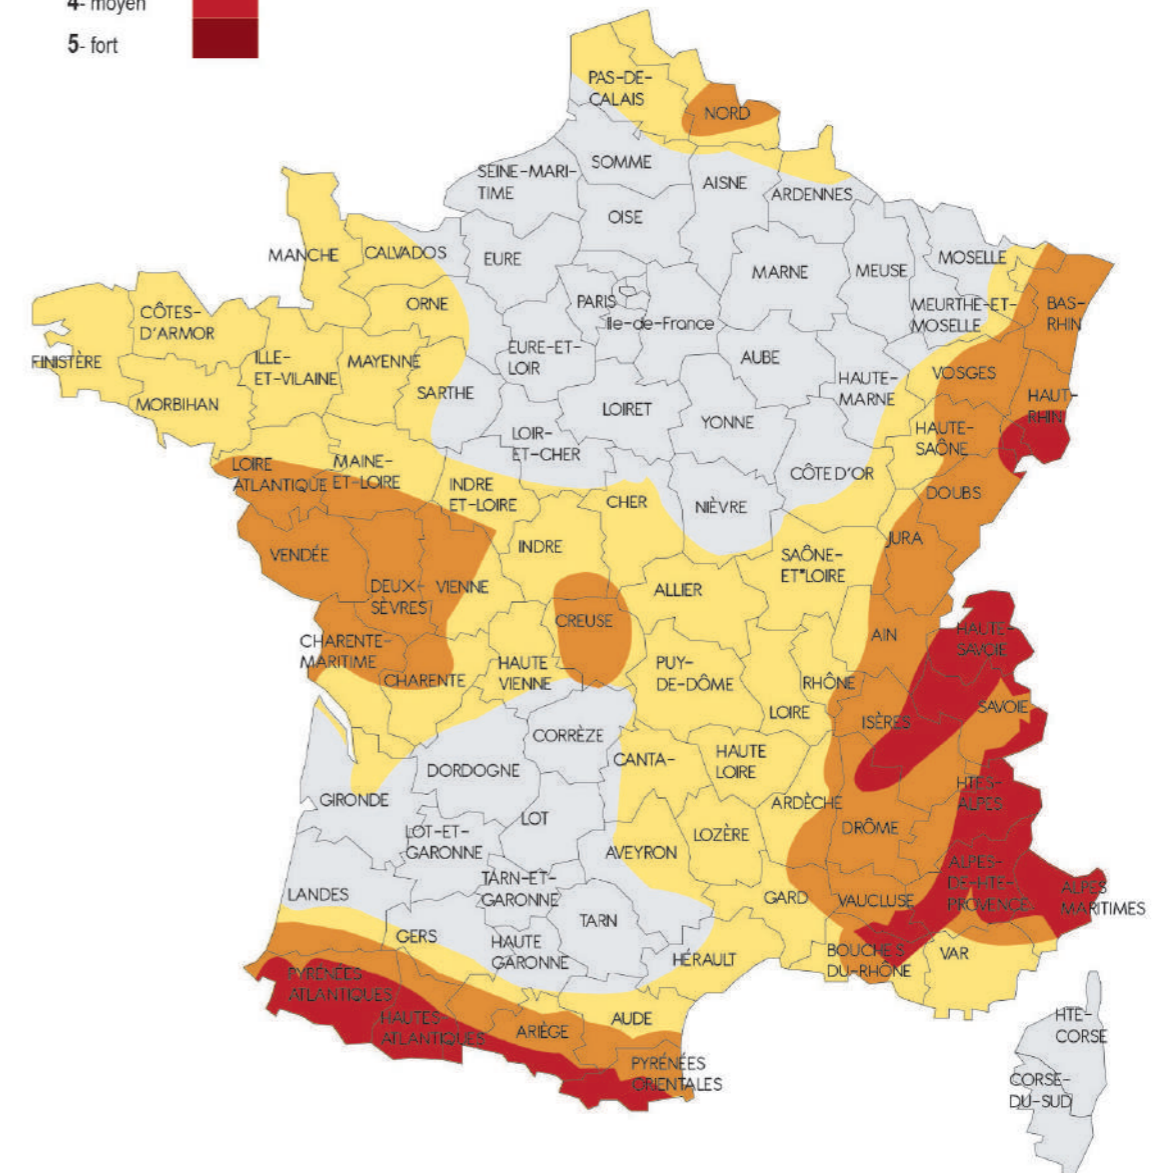 4- moyen
5- fort
PAS-DE-
CALAIS
NORD
SOMME
SEINE-MARI-
TIME
AISNE
ARDENNES
OISE
MANCHE
CALVADOS
EURE
MARNE
MEUSE
MOSELLE
ORNE
PARIS
Ile-de-France
MEURTHE-ET-
MOSELLE
BAS-
RHIN
CÔTES-
D'ARMOR
FINISTÈRE
ILLE-
ET-VILAINE
MAYENNE
EURE-ET-
LOIR
AUBE
VOSGES
SARTHE
HAUTE-
MARNE
HAUT-
RHIN
MORBIHAN
LOIRET
YONNE
LOIR-
ET-CHER
HAUTE-
SAÔNE
LOIRE
ATLANTIQUE
MAINE-
ET-LOIRE
INDRE
ET-LOIRE
CHER
NIÈVRE
CÔTE D'OR
DOUBS
VENDÉE
INDRE
SAÔNE-
ET*LOIRE
JURA
DEUX-
SÈVRES
VIENNE
ALLIER
CREUSE
AIN
HAUTE-
SAVOIE
CHARENTE-
MARITIME
CHARENTE
HAUTE
VIENNE
PUY-
DE-DÔME
RHÔNE
LOIRE
ISÈRES
SAVOIE
CORRÈZE
CANTA-
HAUTE
LOIRE
DORDOGNE
GIRONDE
ARDÈCHE
HTES-
ALPES
LOT
LOT-ET-
GARONNE
AVEYRON
LOZÈRE
DRÔME
LANDES
TARN-ET-
GARONNE
GARD
VAUCLUSE
ALPES-
DE-HTE-
PROVENCE
ALPES
MARITIMES
TARN
GERS
HAUTE
GARONNE
HÉRAULT
BOUCHES
DU-RHÔNE
VAR
PYRÉNÉES
ATLANTIQUES
HAUTES-
ATLANTIQUES
ARIÈGE
AUDE
PYRÉNÉES
ORIENTALES
HTE-
CORSE
CORSE-
DU-SUD